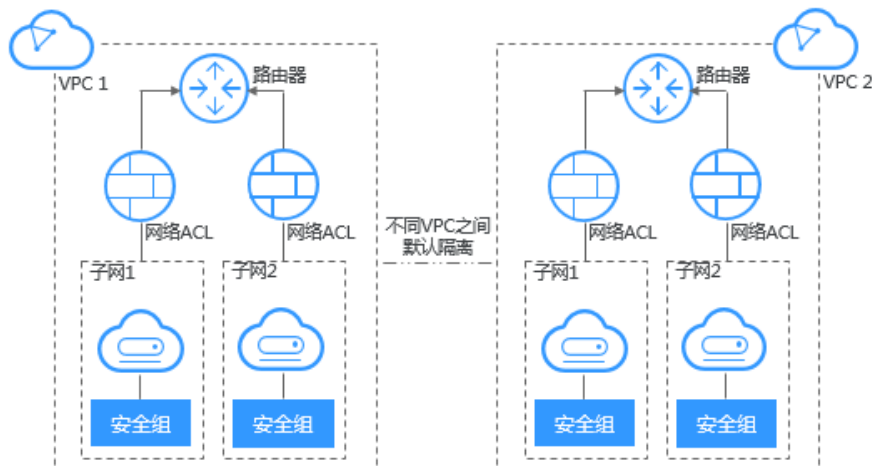 VPC 1
路由器
网络ACL
网络ACL
子网1
子网2
安全组
安全组
不同VPC之间
默认隔离
VPC 2
路由器
网络ACL
网络ACL
子网1
子网2
安全组
安全组